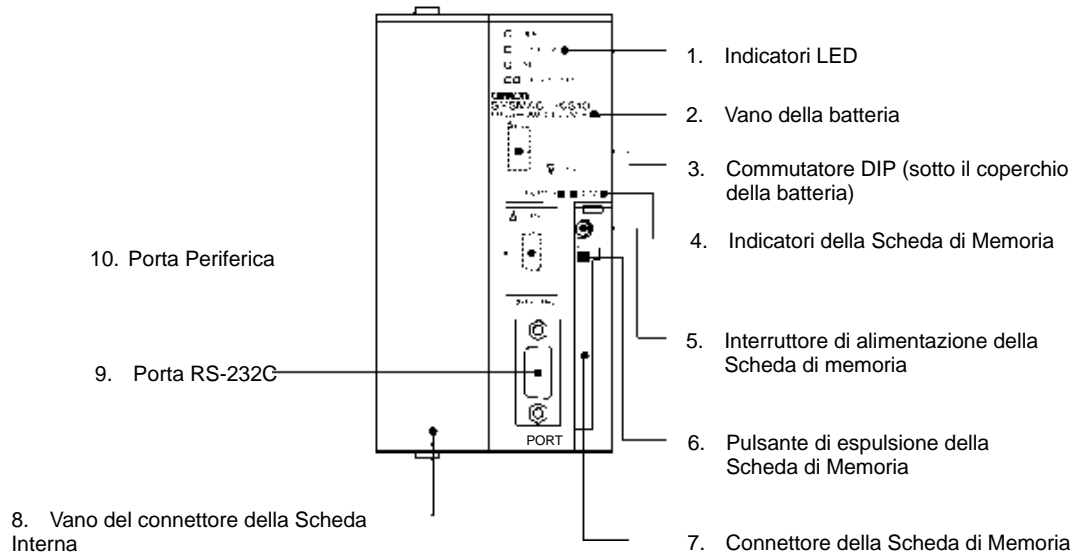 1. Indicatori LED
2. Vano della batteria
3. Commutatore DIP (sotto il coperchio
della batteria)
4. Indicatori della Scheda di Memoria
5. Interruttore di alimentazione della
Scheda di memoria
6. Pulsante di espulsione della
Scheda di Memoria
7. Connettore della Scheda di Memoria
8. Vano del connettore della Scheda
Interna
9. Porta RS-232C
10. Porta Periferica
OMRON
SYSMAC
PORT